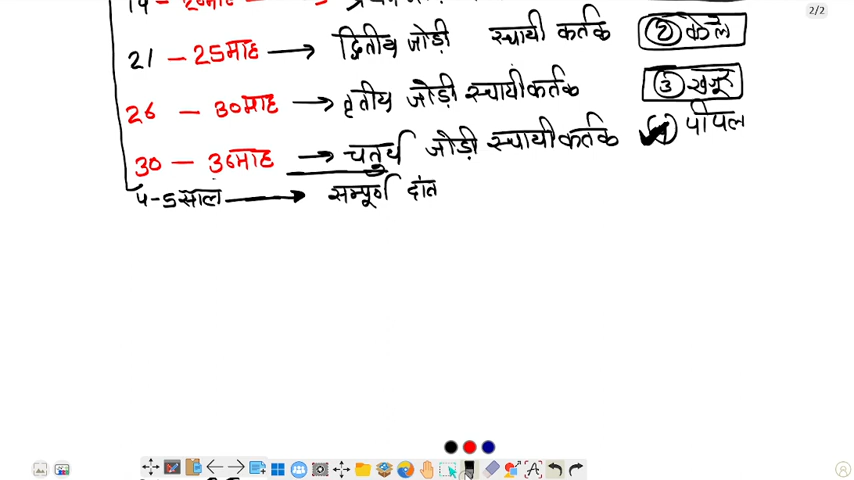 2/2
21 - 25माह → द्वितीय जोड़ी स्थायी कर्तक
② केले
26 - 30माह → तृतीय जोड़ी स्थायी कर्तक
③ खजूर
④ पीपल
30 - 36माह → चतुर्थ जोड़ी स्थायी कर्तक
4-5 साल → सम्पूर्ण दांत